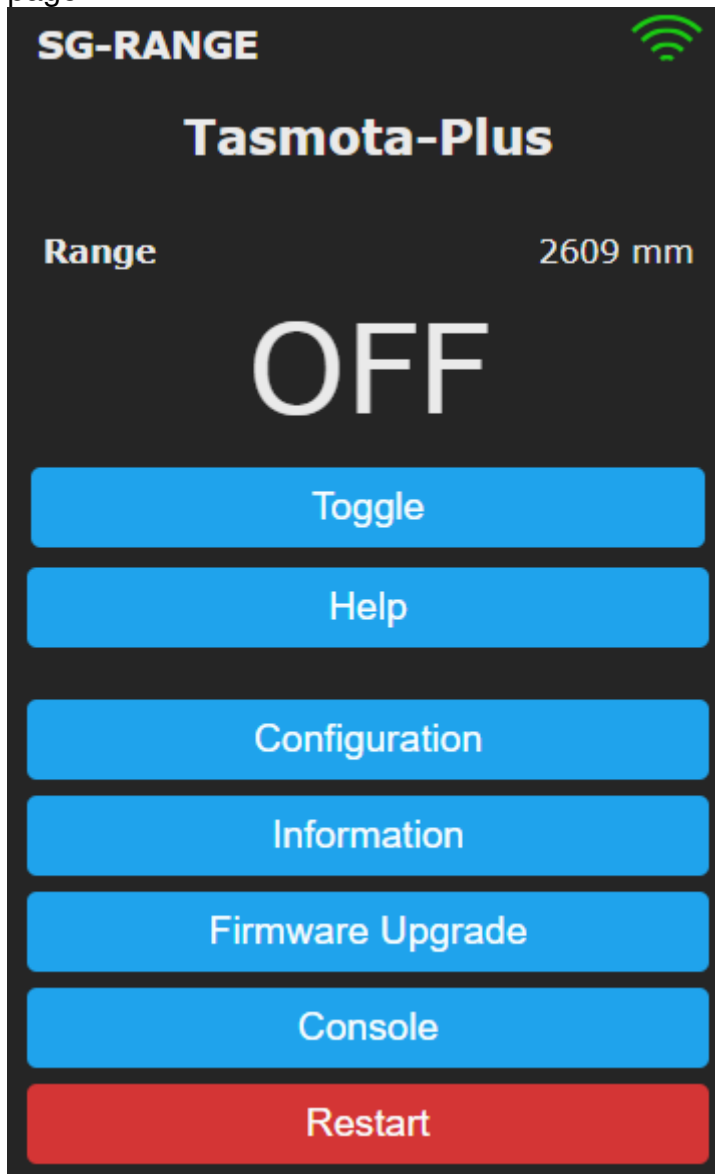 SG-RANGE
Tasmota-Plus
Range 2609 mm
OFF
Toggle
Help
Configuration
Information
Firmware Upgrade
Console
Restart